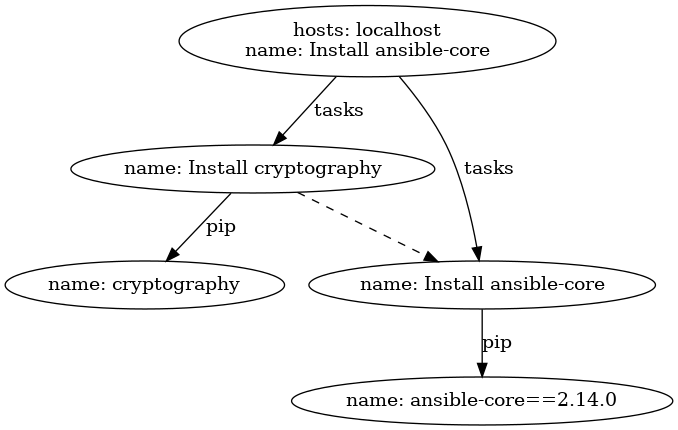 hosts: localhost
name: Install ansible-core
tasks
tasks
name: Install cryptography
pip
name: cryptography
name: Install ansible-core
pip
name: ansible-core==2.14.0